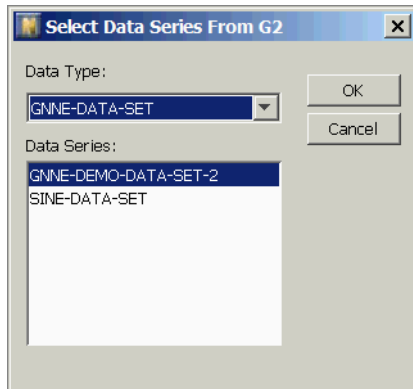 Select Data Series From G2
Data Type:
GNNE-DATA-SET
OK
Cancel
Data Series:
GNNE-DEMO-DATA-SET-2
SINE-DATA-SET